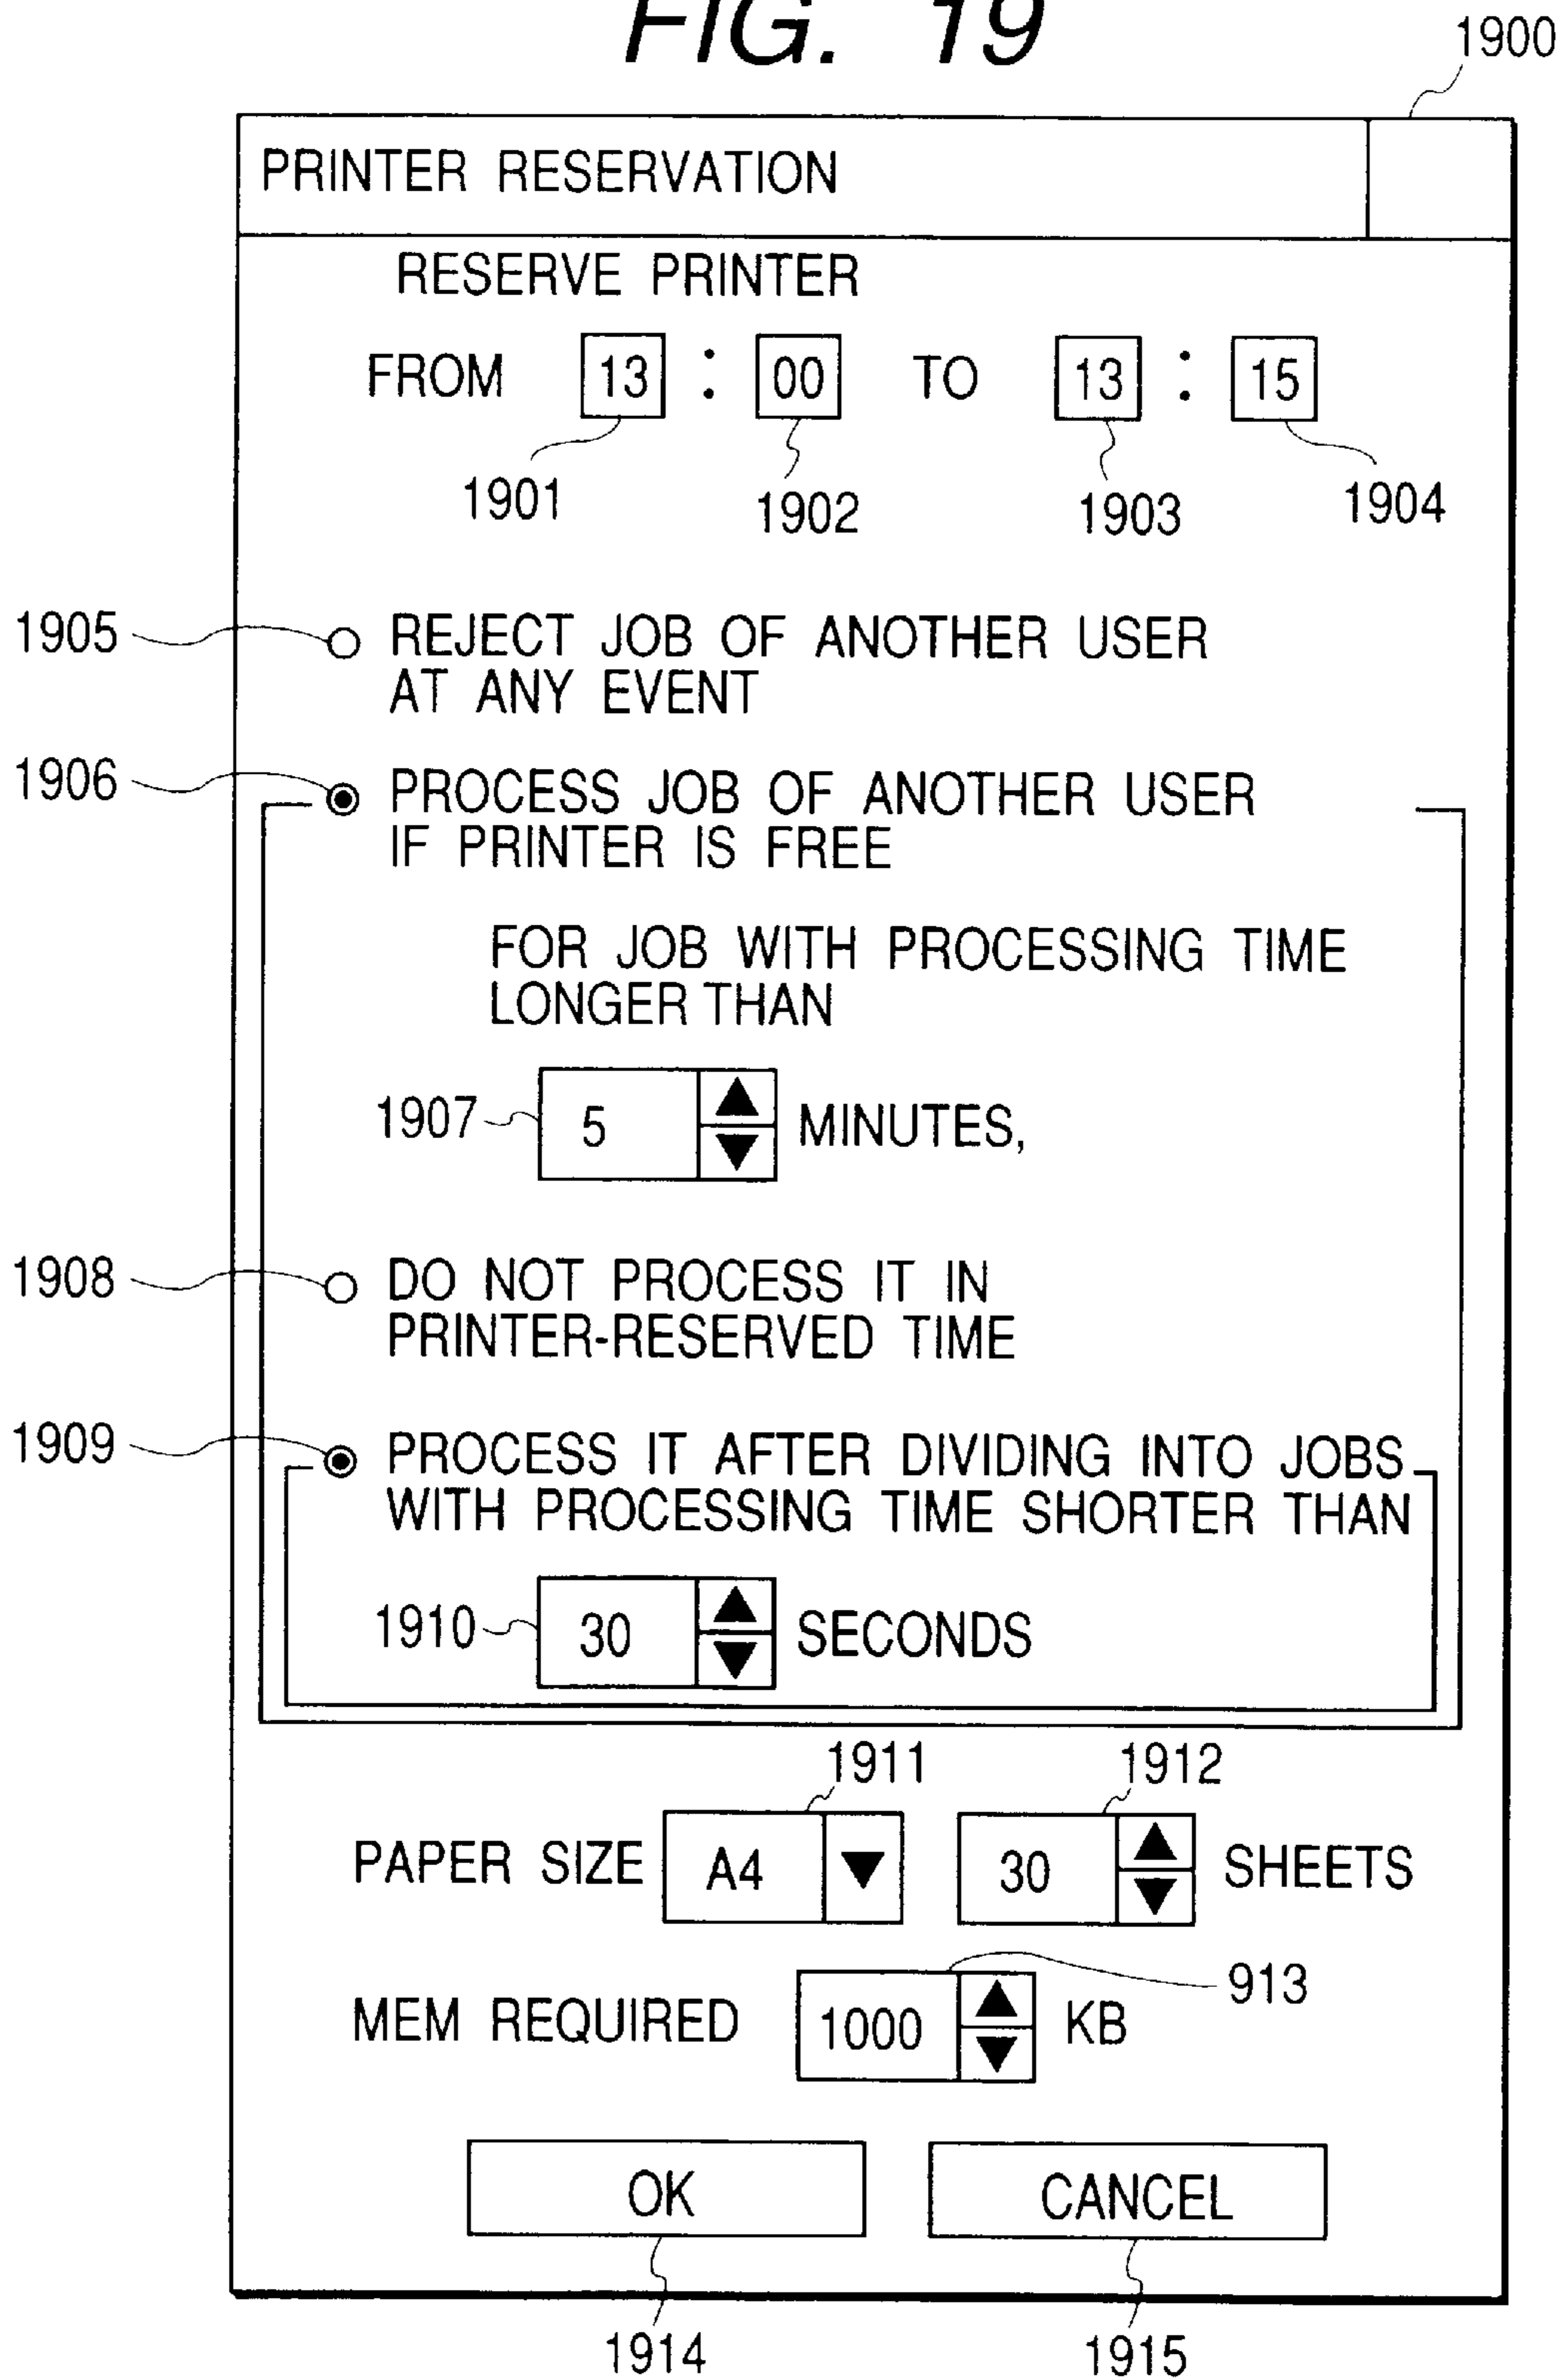 FIG. 19
1900
PRINTER RESERVATION
RESERVE PRINTER
FROM 13 : 00 TO 13 : 15
1901 1902 1903 1904
1905 REJECT JOB OF ANOTHER USER
AT ANY EVENT
1906 PROCESS JOB OF ANOTHER USER
IF PRINTER IS FREE
FOR JOB WITH PROCESSING TIME
LONGER THAN
1907 5 MINUTES,
1908 DO NOT PROCESS IT IN
PRINTER-RESERVED TIME
1909 PROCESS IT AFTER DIVIDING INTO JOBS
WITH PROCESSING TIME SHORTER THAN
1910 30 SECONDS
1911 1912
PAPER SIZE A4 30 SHEETS
MEM REQUIRED 1000 KB 913
OK CANCEL
1914 1915